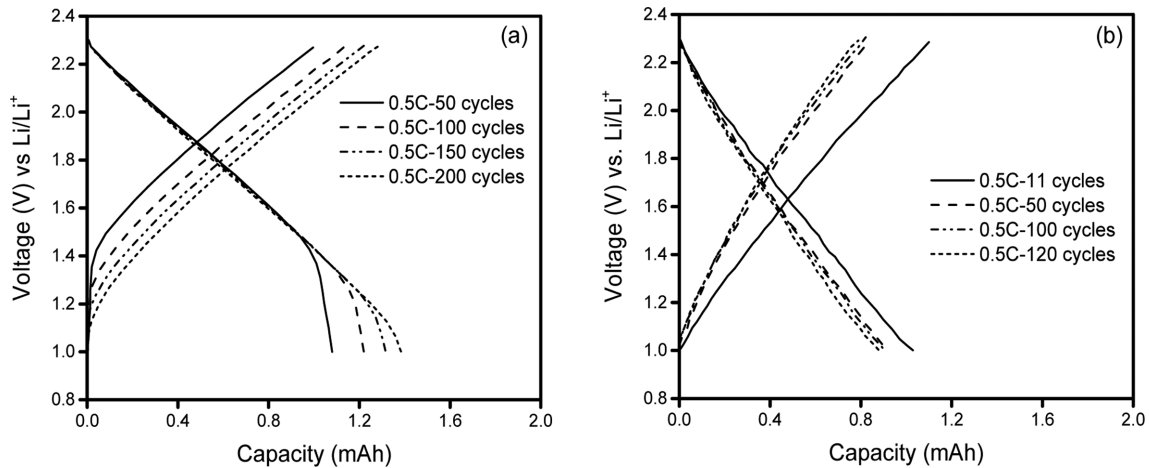 (a)
Voltage (V) vs Li/Li⁺
2.4
2.2
2.0
1.8
1.6
1.4
1.2
1.0
0.8
0.5C-50 cycles
0.5C-100 cycles
0.5C-150 cycles
0.5C-200 cycles
0.0 0.4 0.8 1.2 1.6 2.0
Capacity (mAh)
(b)
Voltage (V) vs. Li/Li⁺
2.4
2.2
2.0
1.8
1.6
1.4
1.2
1.0
0.8
0.5C-11 cycles
0.5C-50 cycles
0.5C-100 cycles
0.5C-120 cycles
0.0 0.4 0.8 1.2 1.6 2.0
Capacity (mAh)